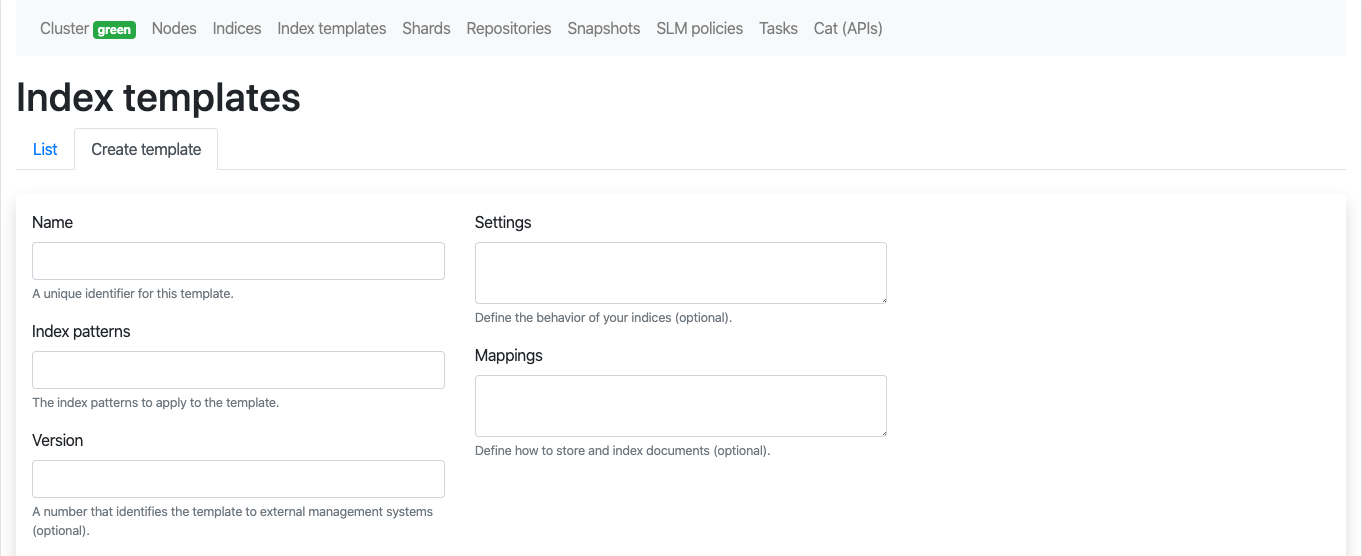 Cluster green Nodes Indices Index templates Shards Repositories Snapshots SLM policies Tasks Cat (APIs)
Index templates
List Create template
Name
A unique identifier for this template.
Index patterns
The index patterns to apply to the template.
Version
A number that identifies the template to external management systems
(optional).
Settings
Define the behavior of your indices (optional).
Mappings
Define how to store and index documents (optional).